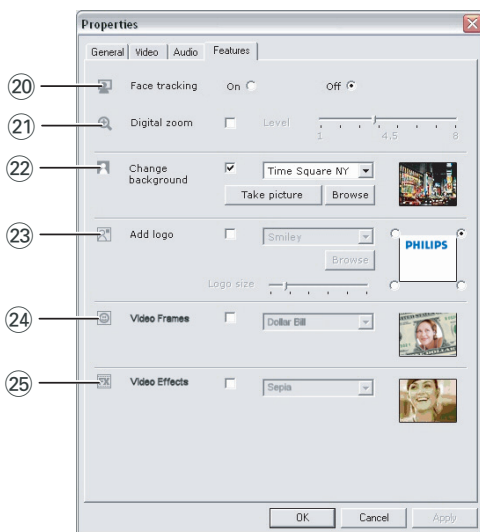 Properties
General Video Audio Features
20 Face tracking On Off
21 Digital zoom Level
1 4.5 8
22 Change background Time Square NY
Take picture Browse
23 Add logo Smiley
PHILIPS
Browse
Logo size
24 Video Frames Dollar Bill
25 Video Effects Sepia
OK Cancel Apply